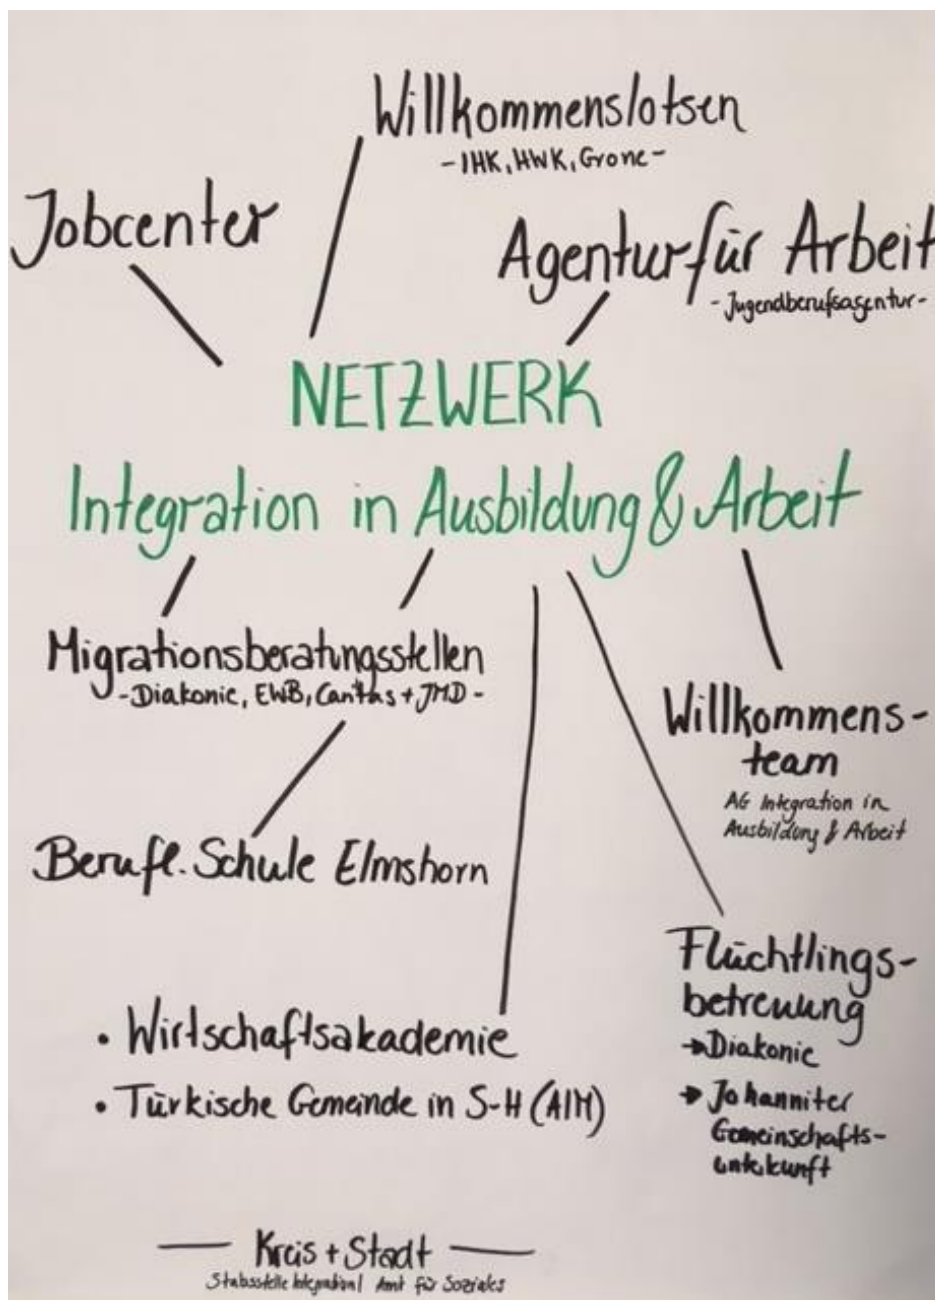 Willkommenslotsen
-IHK, HWK, Grone-
Jobcenter
Agentur für Arbeit
-Jugendberufsagentur-
NETZWERK
Integration in Ausbildung & Arbeit
Migrationsberatungsstellen
-Diakonie, EWB, Caritas + JMD-
Willkommens-
team
AG Integration in
Ausbildung & Arbeit
Berufl. Schule Elmshorn
Flüchtlings-
betreuung
→ Diakonie
→ Johanniter
Gemeinschafts-
unterkunft
• Wirtschaftsakademie
• Türkische Gemeinde in S-H (AIM)
Kreis + Stadt
Stabsstelle Integration | Amt für Soziales